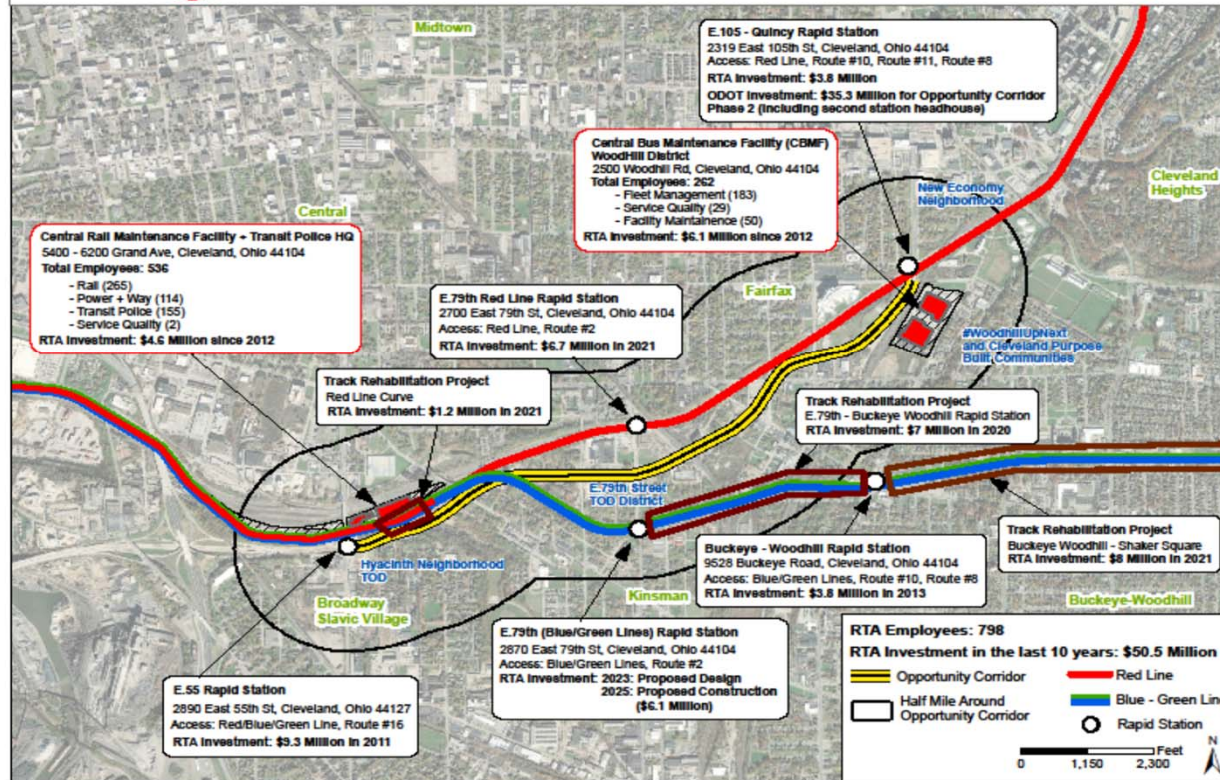 Midtown
E.105 - Quincy Rapid Station
2319 East 105th St, Cleveland, Ohio 44104
Access: Red Line, Route #10, Route #11, Route #8
RTA Investment: $3.8 Million
ODOT Investment: $35.3 Million for Opportunity Corridor
Phase 2 (including second station headhouse)
Central Bus Maintenance Facility (CBMF)
WoodHill District
2500 Woodhill Rd, Cleveland, Ohio 44104
Total Employees: 262
- Fleet Management (183)
- Service Quality (29)
- Facility Maintainence (50)
RTA Investment: $6.1 Million since 2012
Cleveland
Heights
New Economy
Neighborhood
Central
Central Rail Maintenance Facility + Transit Police HQ
5400 - 6200 Grand Ave, Cleveland, Ohio 44104
Total Employees: 536
- Rail (265)
- Power + Way (114)
- Transit Police (155)
- Service Quality (2)
RTA Investment: $4.6 Million since 2012
E.79th Red Line Rapid Station
2700 East 79th St, Cleveland, Ohio 44104
Access: Red Line, Route #2
RTA Investment: $6.7 Million in 2021
Fairfax
#WoodhillUpNext
and Cleveland Purpose
Built Communities
Track Rehabilitation Project
Red Line Curve
RTA Investment: $1.2 Million in 2021
Track Rehabilitation Project
E.79th - Buckeye Woodhill Rapid Station
RTA Investment: $7 Million in 2020
E.79th Street
TOD District
Track Rehabilitation Project
Buckeye Woodhill - Shaker Square
RTA Investment: $8 Million in 2021
Buckeye - Woodhill Rapid Station
9528 Buckeye Road, Cleveland, Ohio 44104
Access: Blue/Green Lines, Route #10, Route #8
RTA Investment: $3.8 Million in 2013
Hyacinth Neighborhood
TOD
Broadway
Slavic Village
Kinsman
Buckeye-Woodhill
E.79th (Blue/Green Lines) Rapid Station
2870 East 79th St, Cleveland, Ohio 44104
Access: Blue/Green Lines, Route #2
RTA Investment: 2023: Proposed Design
2025: Proposed Construction
($6.1 Million)
E.55 Rapid Station
2890 East 55th St, Cleveland, Ohio 44127
Access: Red/Blue/Green Line, Route #16
RTA Investment: $9.3 Million in 2011
RTA Employees: 798
RTA Investment in the last 10 years: $50.5 Million
Opportunity Corridor
Red Line
Half Mile Around
Opportunity Corridor
Blue - Green Lin
Rapid Station
Feet
0 1,150 2,300
N